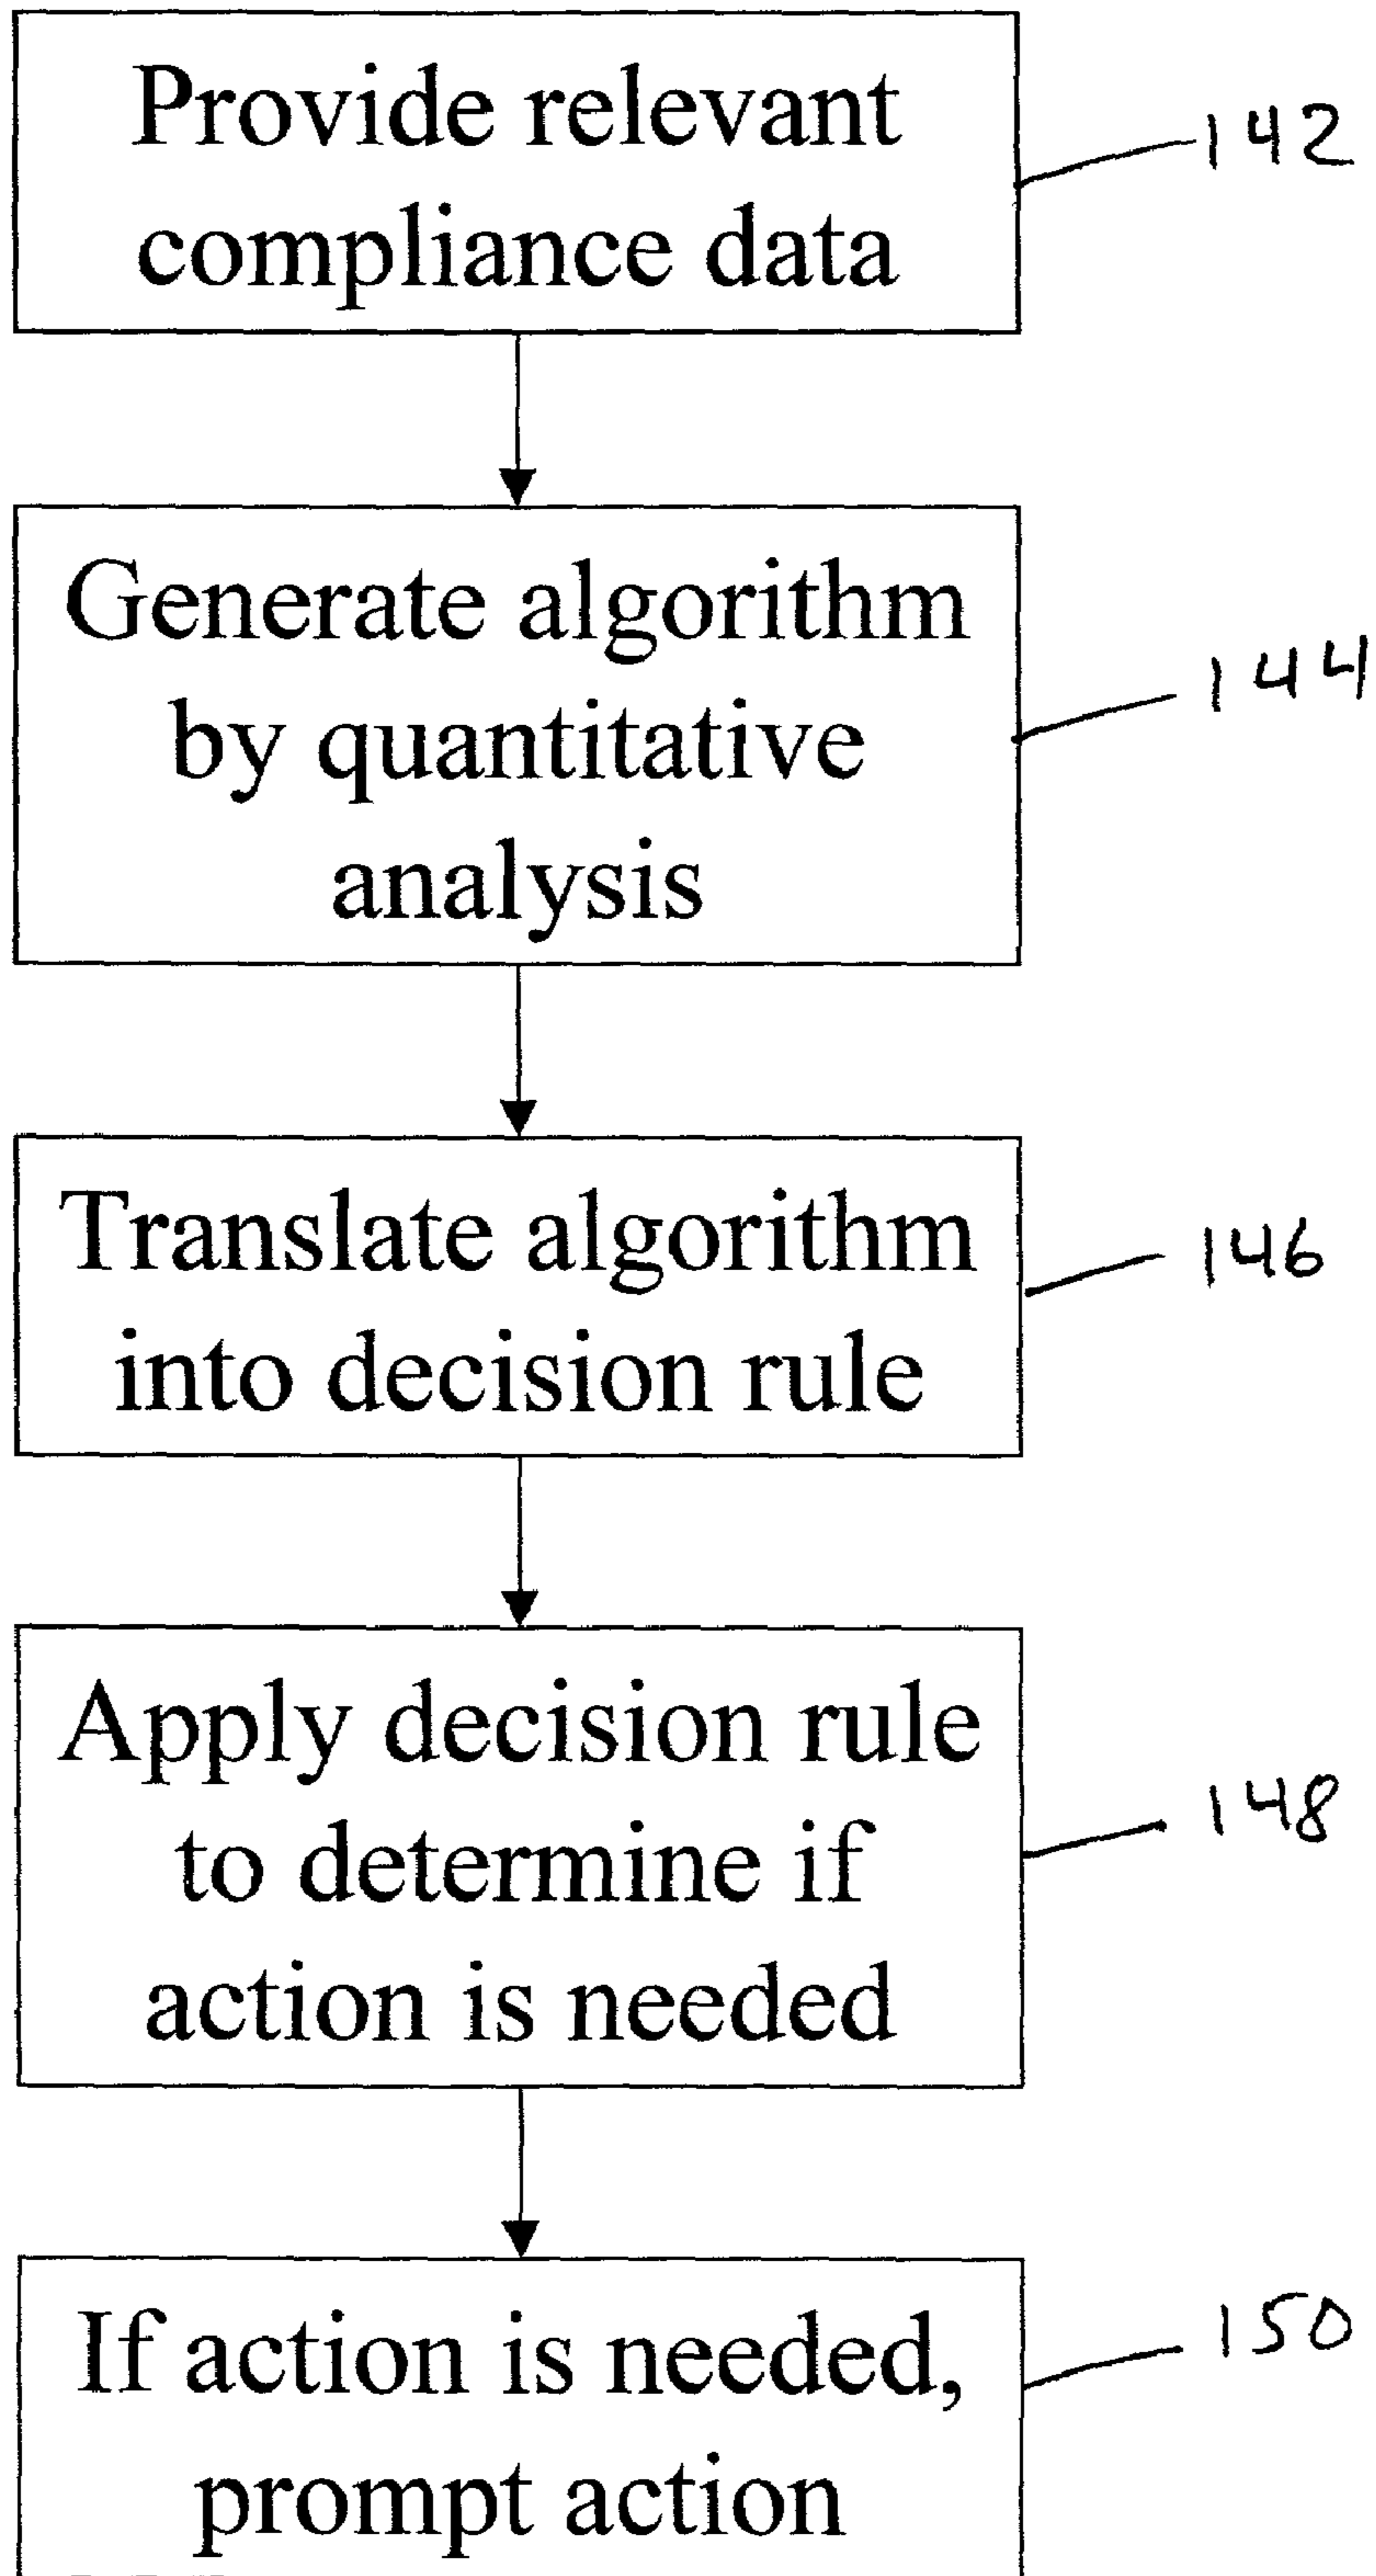 Provide relevant
compliance data
142
Generate algorithm
by quantitative
analysis
144
Translate algorithm
into decision rule
146
Apply decision rule
to determine if
action is needed
148
If action is needed,
prompt action
150